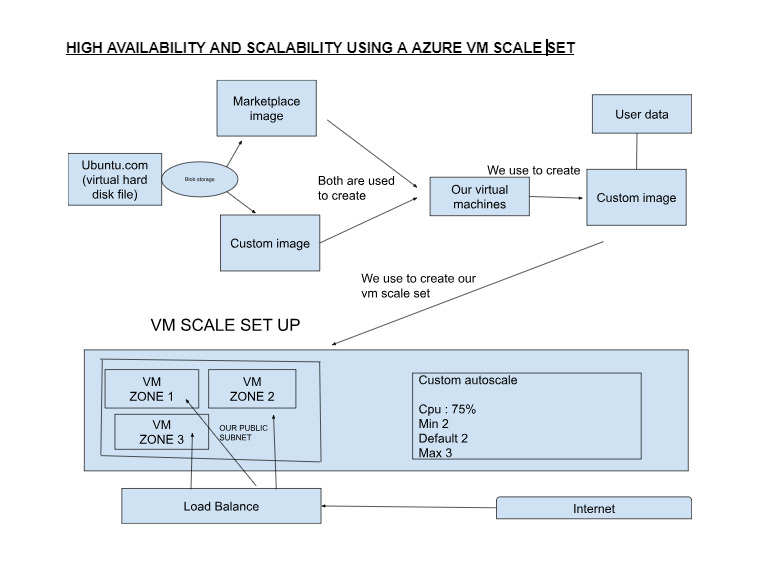 HIGH AVAILABILITY AND SCALABILITY USING A AZURE VM SCALE SET
Marketplace
image
User data
Ubuntu.com
(virtual hard
disk file)
Blob storage
Both are used
to create
We use to create
Our virtual
machines
Custom image
Custom image
We use to create our
vm scale set
VM SCALE SET UP
VM
ZONE 1
VM
ZONE 2
VM
ZONE 3
OUR PUBLIC
SUBNET
Custom autoscale
Cpu : 75%
Min 2
Default 2
Max 3
Load Balance
Internet